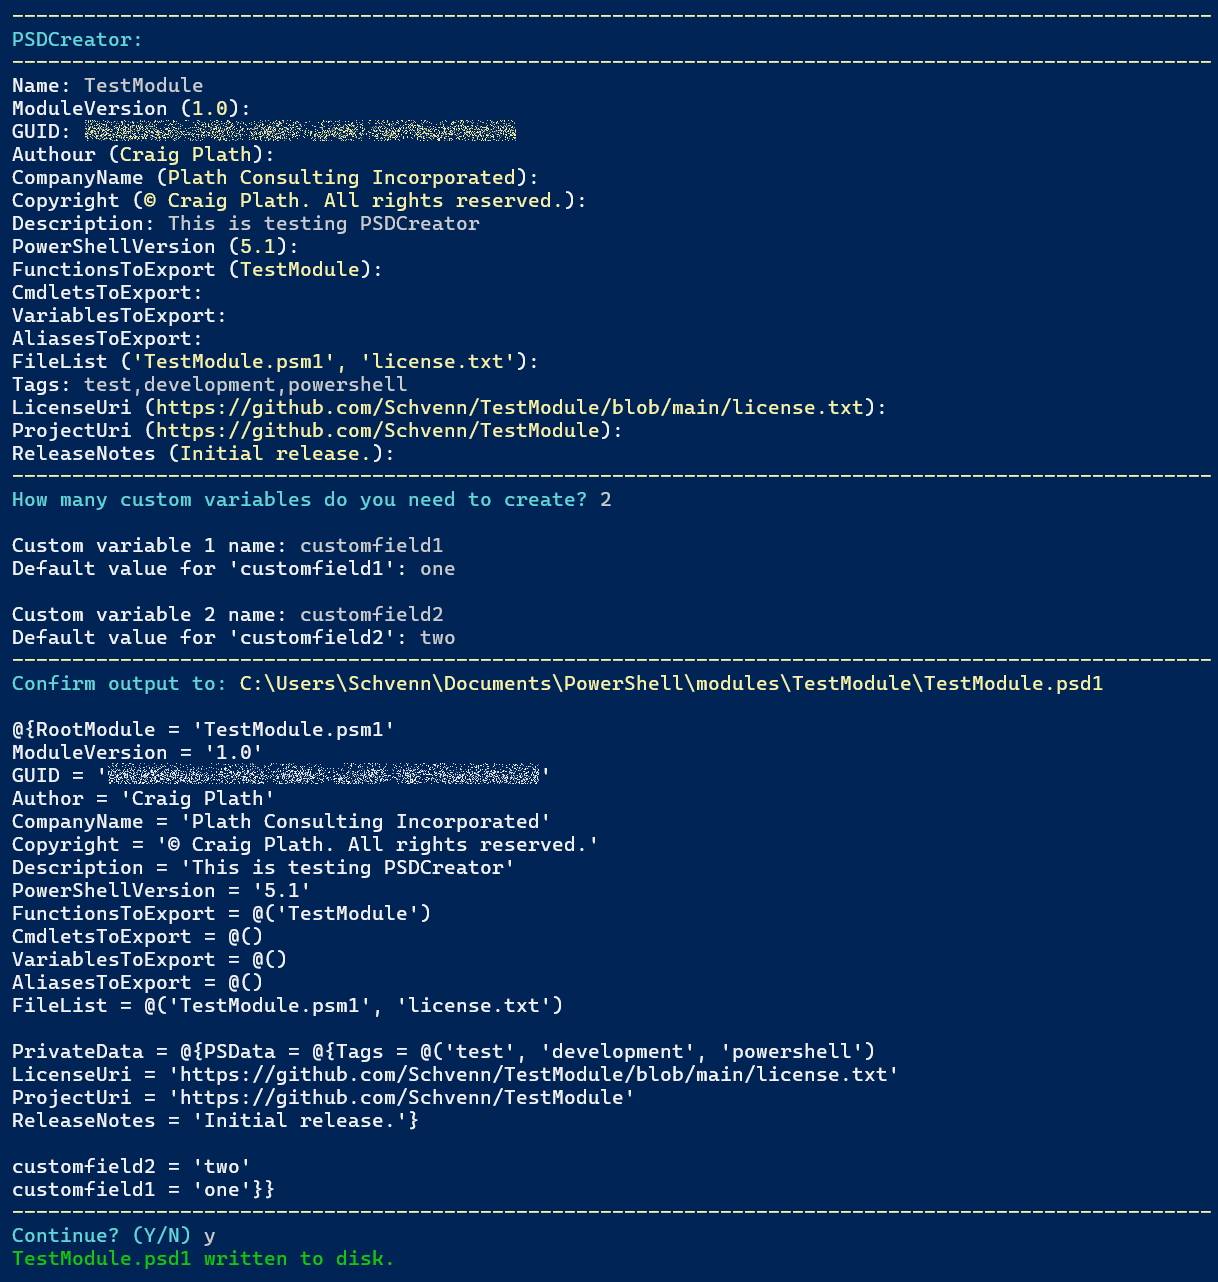 PSDCreator:
Name: TestModule
ModuleVersion (1.0):
GUID:
Authour (Craig Plath):
CompanyName (Plath Consulting Incorporated):
Copyright (© Craig Plath. All rights reserved.):
Description: This is testing PSDCreator
PowerShellVersion (5.1):
FunctionsToExport (TestModule):
CmdletsToExport:
VariablesToExport:
AliasesToExport:
FileList ('TestModule.psm1', 'license.txt'):
Tags: test,development,powershell
LicenseUri (https://github.com/Schvenn/TestModule/blob/main/license.txt):
ProjectUri (https://github.com/Schvenn/TestModule):
ReleaseNotes (Initial release.):
How many custom variables do you need to create? 2
Custom variable 1 name: customfield1
Default value for 'customfield1': one
Custom variable 2 name: customfield2
Default value for 'customfield2': two
Confirm output to: C:\Users\Schvenn\Documents\PowerShell\modules\TestModule\TestModule.psd1
@{RootModule = 'TestModule.psm1'
ModuleVersion = '1.0'
GUID = ' '
Author = 'Craig Plath'
CompanyName = 'Plath Consulting Incorporated'
Copyright = '© Craig Plath. All rights reserved.'
Description = 'This is testing PSDCreator'
PowerShellVersion = '5.1'
FunctionsToExport = @('TestModule')
CmdletsToExport = @()
VariablesToExport = @()
AliasesToExport = @()
FileList = @('TestModule.psm1', 'license.txt')
PrivateData = @{PSData = @{Tags = @('test', 'development', 'powershell')
LicenseUri = 'https://github.com/Schvenn/TestModule/blob/main/license.txt'
ProjectUri = 'https://github.com/Schvenn/TestModule'
ReleaseNotes = 'Initial release.'}
customfield2 = 'two'
customfield1 = 'one'}}
Continue? (Y/N) y
TestModule.psd1 written to disk.